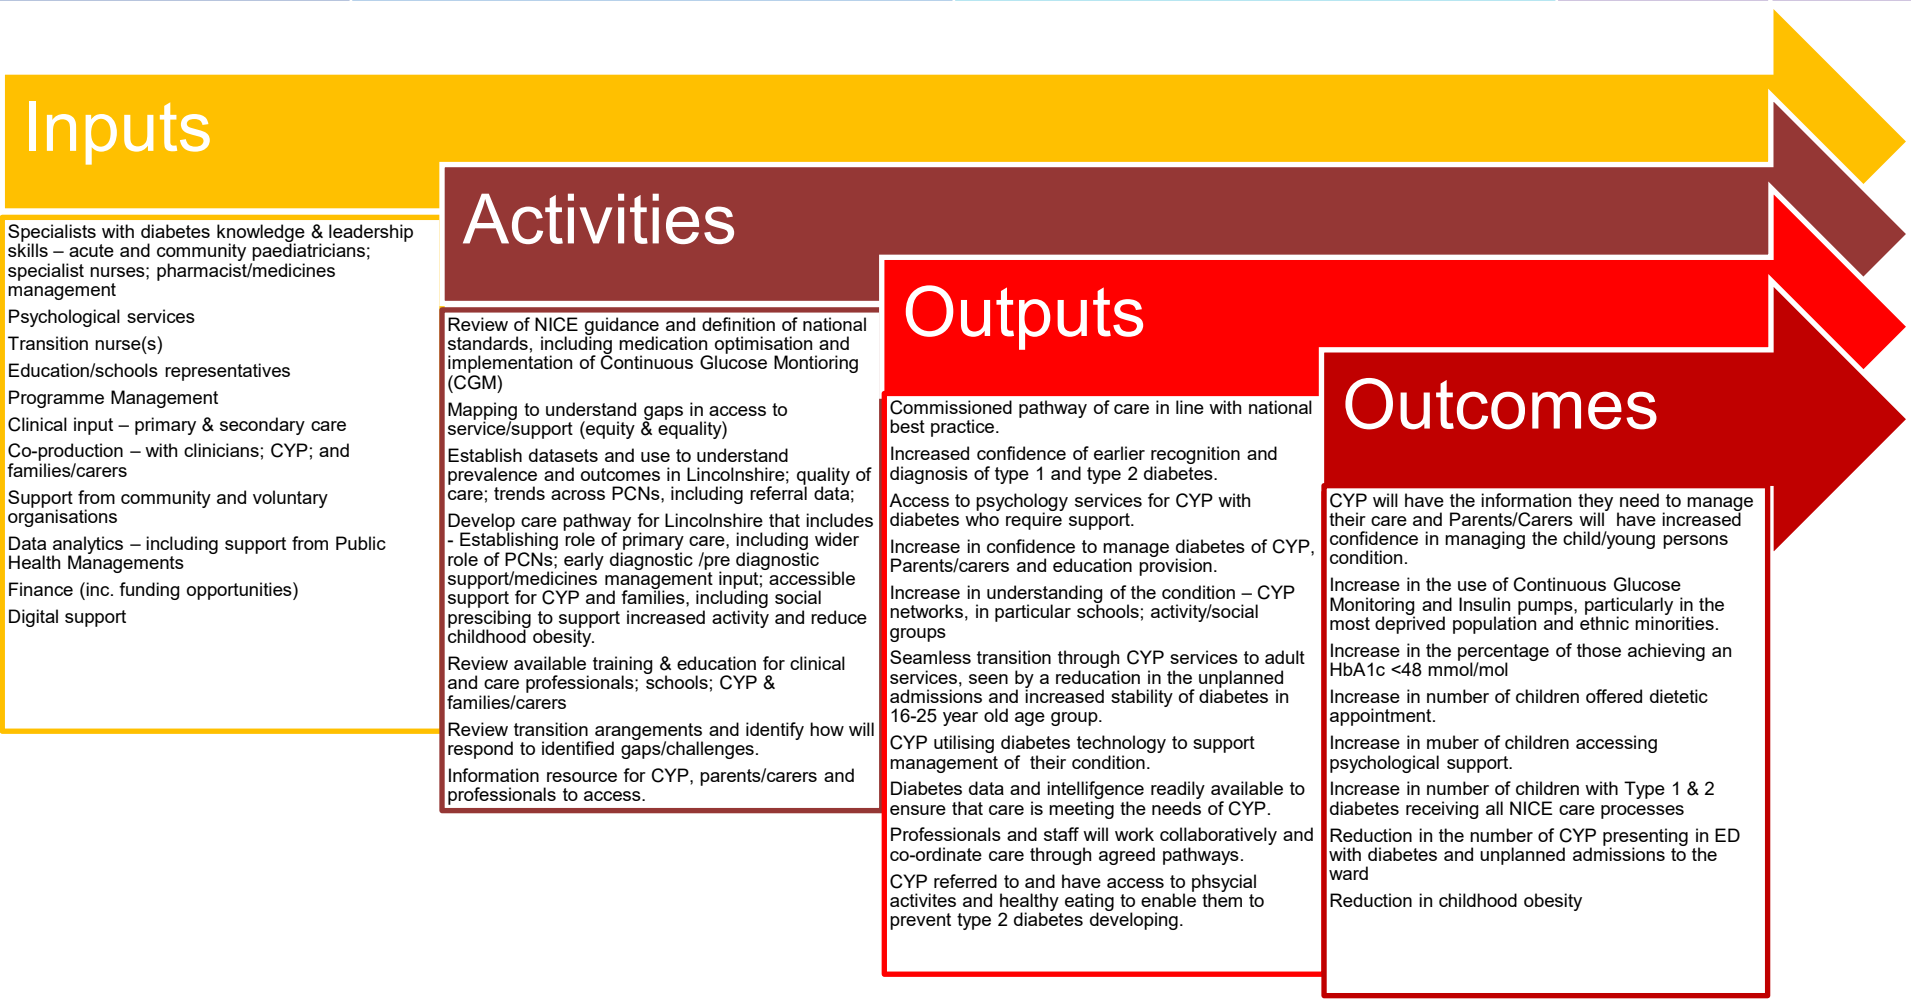 Inputs
Specialists with diabetes knowledge & leadership
skills – acute and community paediatricians;
specialist nurses; pharmacist/medicines
management
Psychological services
Transition nurse(s)
Education/schools representatives
Programme Management
Clinical input – primary & secondary care
Co-production – with clinicians; CYP; and
families/carers
Support from community and voluntary
organisations
Data analytics – including support from Public
Health Managements
Finance (inc. funding opportunities)
Digital support
Activities
Review of NICE guidance and definition of national
standards, including medication optimisation and
implementation of Continuous Glucose Montioring
(CGM)
Mapping to understand gaps in access to
service/support (equity & equality)
Establish datasets and use to understand
prevalence and outcomes in Lincolnshire; quality of
care; trends across PCNs, including referral data;
Develop care pathway for Lincolnshire that includes
- Establishing role of primary care, including wider
role of PCNs; early diagnostic /pre diagnostic
support/medicines management input; accessible
support for CYP and families, including social
prescibing to support increased activity and reduce
childhood obesity.
Review available training & education for clinical
and care professionals; schools; CYP &
families/carers
Review transition arangements and identify how will
respond to identified gaps/challenges.
Information resource for CYP, parents/carers and
professionals to access.
Outputs
Commissioned pathway of care in line with national
best practice.
Increased confidence of earlier recognition and
diagnosis of type 1 and type 2 diabetes.
Access to psychology services for CYP with
diabetes who require support.
Increase in confidence to manage diabetes of CYP,
Parents/carers and education provision.
Increase in understanding of the condition – CYP
networks, in particular schools; activity/social
groups
Seamless transition through CYP services to adult
services, seen by a reducation in the unplanned
admissions and increased stability of diabetes in
16-25 year old age group.
CYP utilising diabetes technology to support
management of  their condition.
Diabetes data and intellifgence readily available to
ensure that care is meeting the needs of CYP.
Professionals and staff will work collaboratively and
co-ordinate care through agreed pathways.
CYP referred to and have access to phsycial
activites and healthy eating to enable them to
prevent type 2 diabetes developing.
Outcomes
CYP will have the information they need to manage
their care and Parents/Carers will  have increased
confidence in managing the child/young persons
condition.
Increase in the use of Continuous Glucose
Monitoring and Insulin pumps, particularly in the
most deprived population and ethnic minorities.
Increase in the percentage of those achieving an
HbA1c <48 mmol/mol
Increase in number of children offered dietetic
appointment.
Increase in muber of children accessing
psychological support.
Increase in number of children with Type 1 & 2
diabetes receiving all NICE care processes
Reduction in the number of CYP presenting in ED
with diabetes and unplanned admissions to the
ward
Reduction in childhood obesity